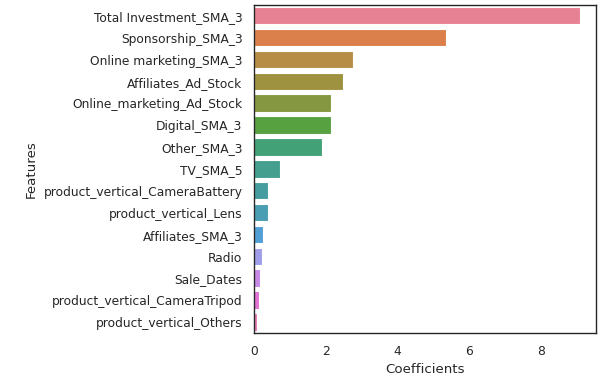 Total Investment_SMA_3
Sponsorship_SMA_3
Online marketing_SMA_3
Affiliates_Ad_Stock
Online_marketing_Ad_Stock
Digital_SMA_3
Other_SMA_3
TV_SMA_5
product_vertical_CameraBattery
product_vertical_Lens
Affiliates_SMA_3
Radio
Sale_Dates
product_vertical_CameraTripod
product_vertical_Others
Features
0 2 4 6 8
Coefficients